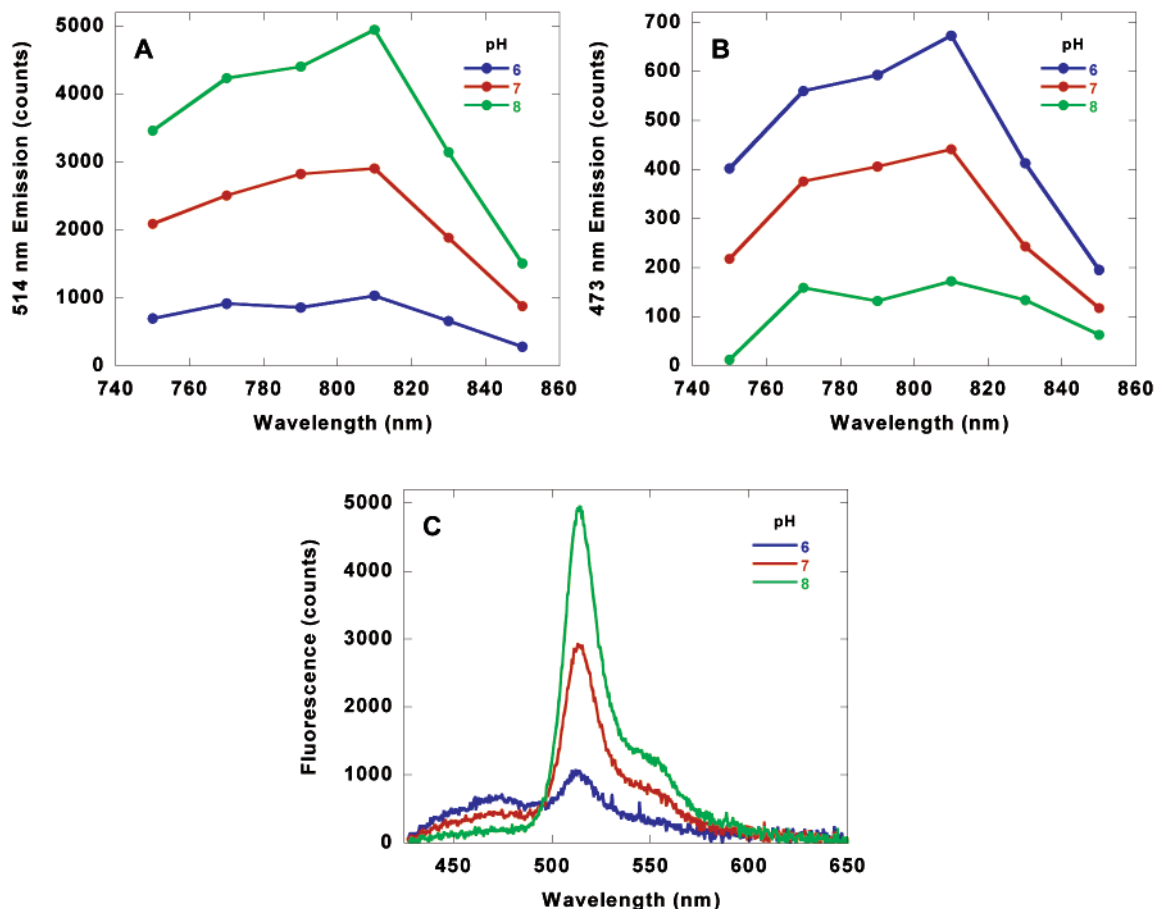 A
pH
6
7
8
5000
4000
3000
2000
1000
0
514 nm Emission (counts)
740 760 780 800 820 840 860
Wavelength (nm)
B
pH
6
7
8
700
600
500
400
300
200
100
0
473 nm Emission (counts)
740 760 780 800 820 840 860
Wavelength (nm)
C
pH
6
7
8
5000
4000
3000
2000
1000
0
Fluorescence (counts)
450 500 550 600 650
Wavelength (nm)